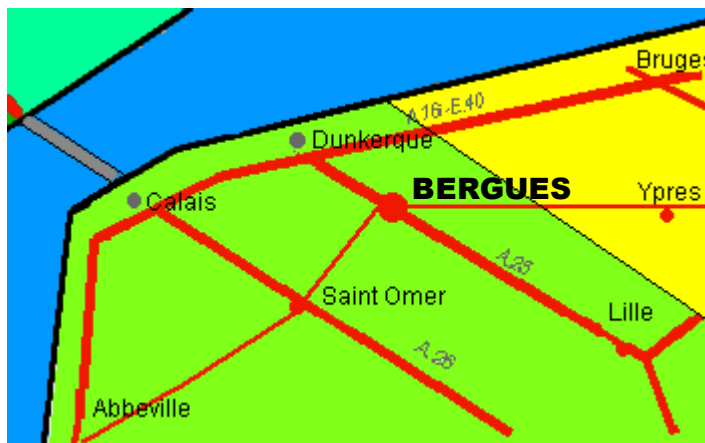 Bruges
A 16-E.40
Dunkerque
BERGUES
Ypres
Calais
A.25
Saint Omer
Lille
A.26
Abbeville